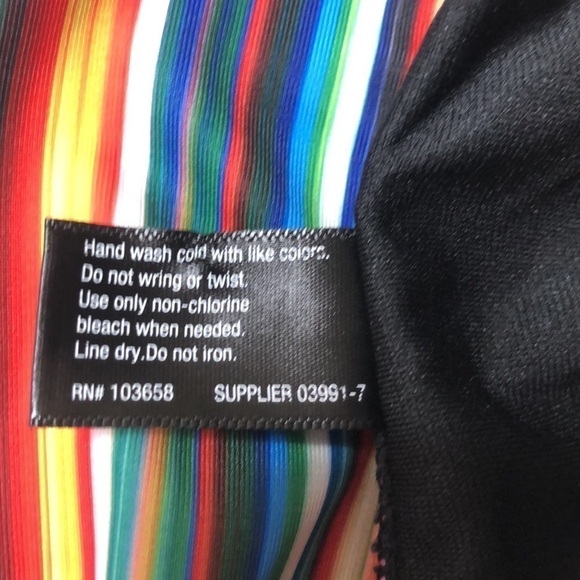 Hand wash cold with like colors.
Do not wring or twist.
Use only non-chlorine
bleach when needed.
Line dry.Do not iron.
RN# 103658 SUPPLIER 03991-7